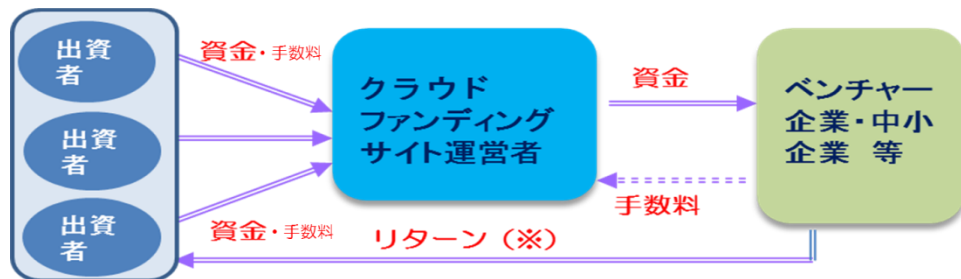 出資
者
出資
者
出資
者
資金・手数料
資金・手数料
クラウド
ファンディング
サイト運営者
資金
手数料
リターン（※）
ベンチャー
企業・中小
企業 等